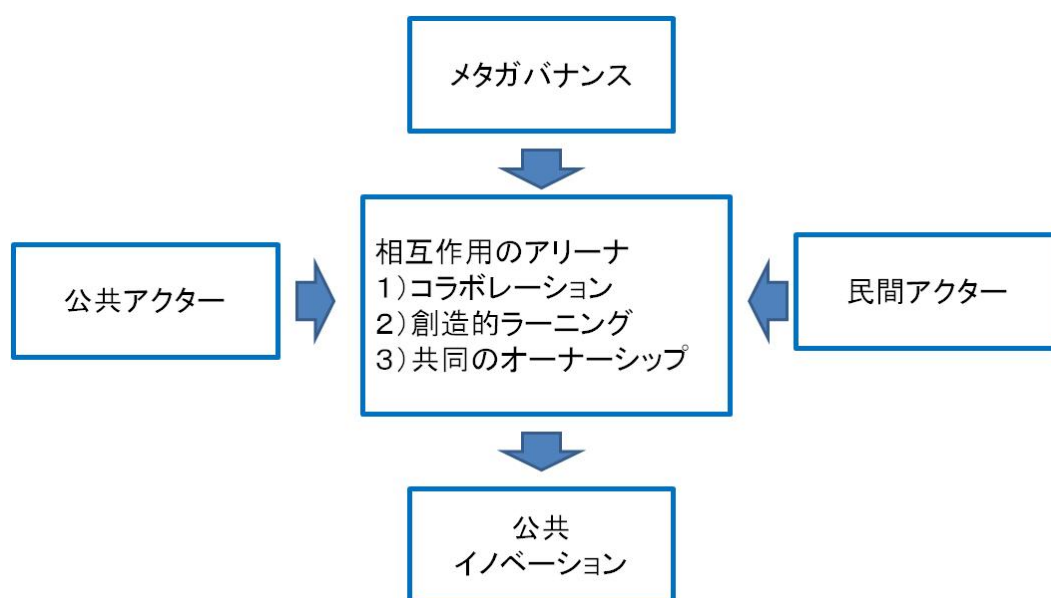 メタガバナンス
相互作用のアリーナ
１）コラボレーション
２）創造的ラーニング
３）共同のオーナーシップ
公共アクター
民間アクター
公共
イノベーション